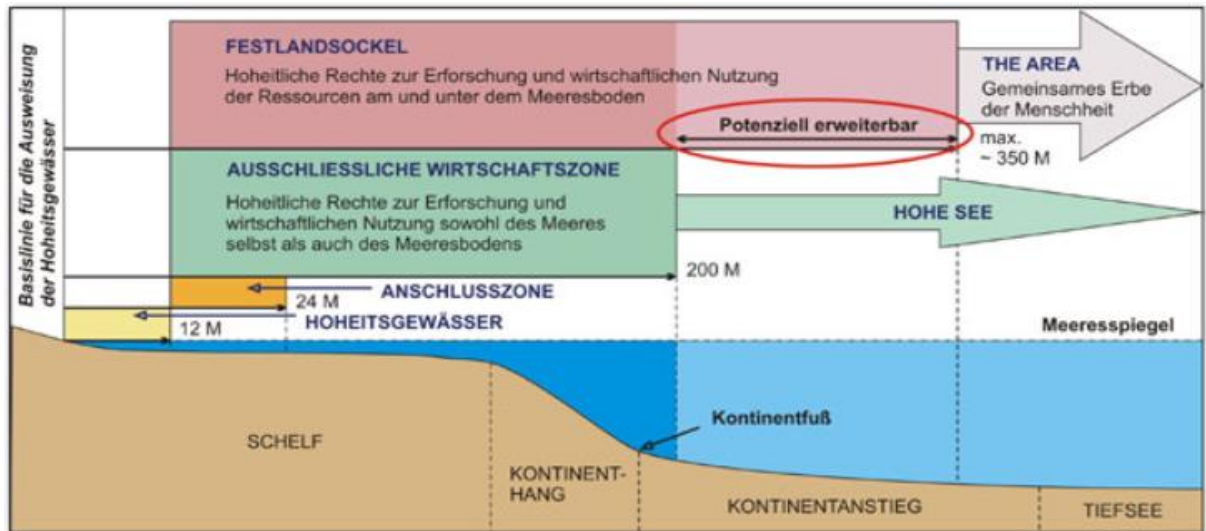 Basislinie für die Ausweisung
der Hoheitsgewässer
FESTLANDSOCKEL
Hoheitliche Rechte zur Erforschung und wirtschaftlichen Nutzung
der Ressourcen am und unter dem Meeresboden
Potenziell erweiterbar
THE AREA
Gemeinsames Erbe
der Menschheit
max.
~ 350 M
AUSSCHLIESSLICHE WIRTSCHAFTSZONE
Hoheitliche Rechte zur Erforschung und
wirtschaftlichen Nutzung sowohl des Meeres
selbst als auch des Meeresbodens
HOHE SEE
200 M
ANSCHLUSSZONE
24 M
HOHEITSGEWÄSSER
12 M
Meeresspiegel
Kontinentfuß
SCHELF
KONTINENT-
HANG
KONTINENTANSTIEG
TIEFSEE